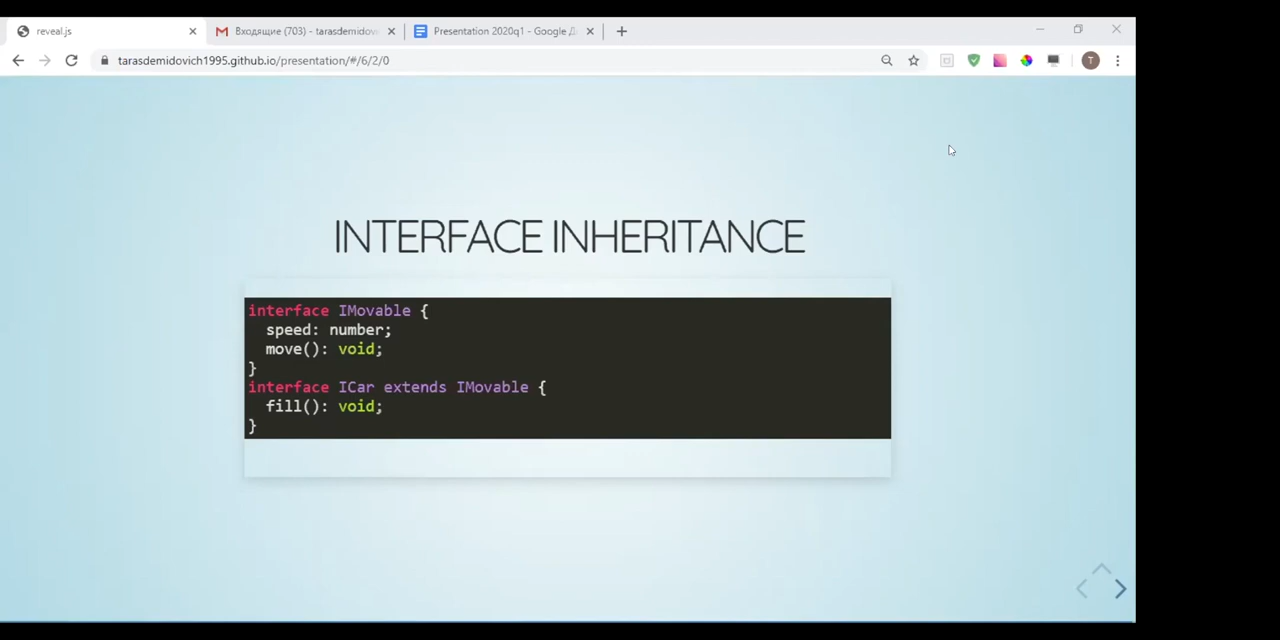 reveal.js
Входящие (703) - tarasdemidovi
Presentation 2020q1 - Google Д
tarasdemidovich1995.github.io/presentation/#/6/2/0
T
INTERFACE INHERITANCE
interface IMovable {
speed: number;
move(): void;
}
interface ICar extends IMovable {
fill(): void;
}